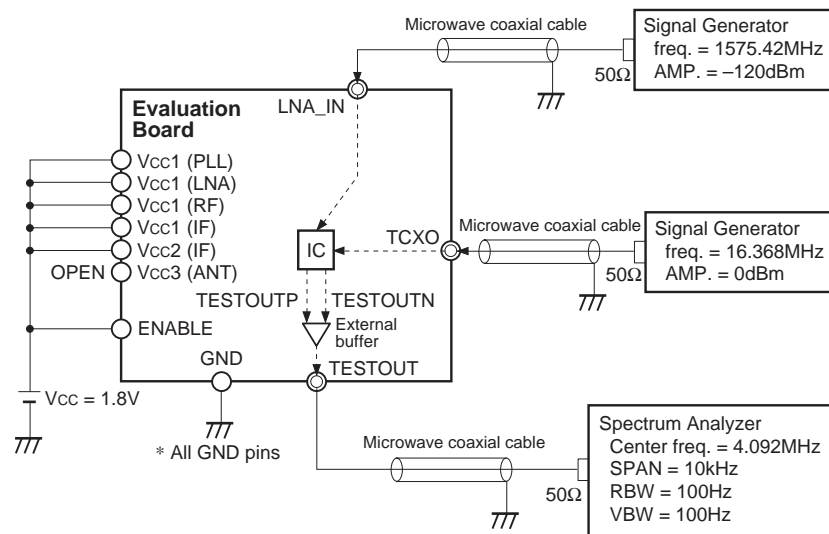 Microwave coaxial cable
Signal Generator
freq. = 1575.42MHz
AMP. = –120dBm
50Ω
LNA_IN
Evaluation
Board
Vcc1 (PLL)
Vcc1 (LNA)
Vcc1 (RF)
Vcc1 (IF)
Vcc2 (IF)
OPEN
Vcc3 (ANT)
ENABLE
IC
TCXO
Microwave coaxial cable
Signal Generator
freq. = 16.368MHz
AMP. = 0dBm
50Ω
TESTOUTP
TESTOUTN
External
buffer
GND
TESTOUT
Vcc = 1.8V
* All GND pins
Microwave coaxial cable
Spectrum Analyzer
Center freq. = 4.092MHz
SPAN = 10kHz
RBW = 100Hz
VBW = 100Hz
50Ω